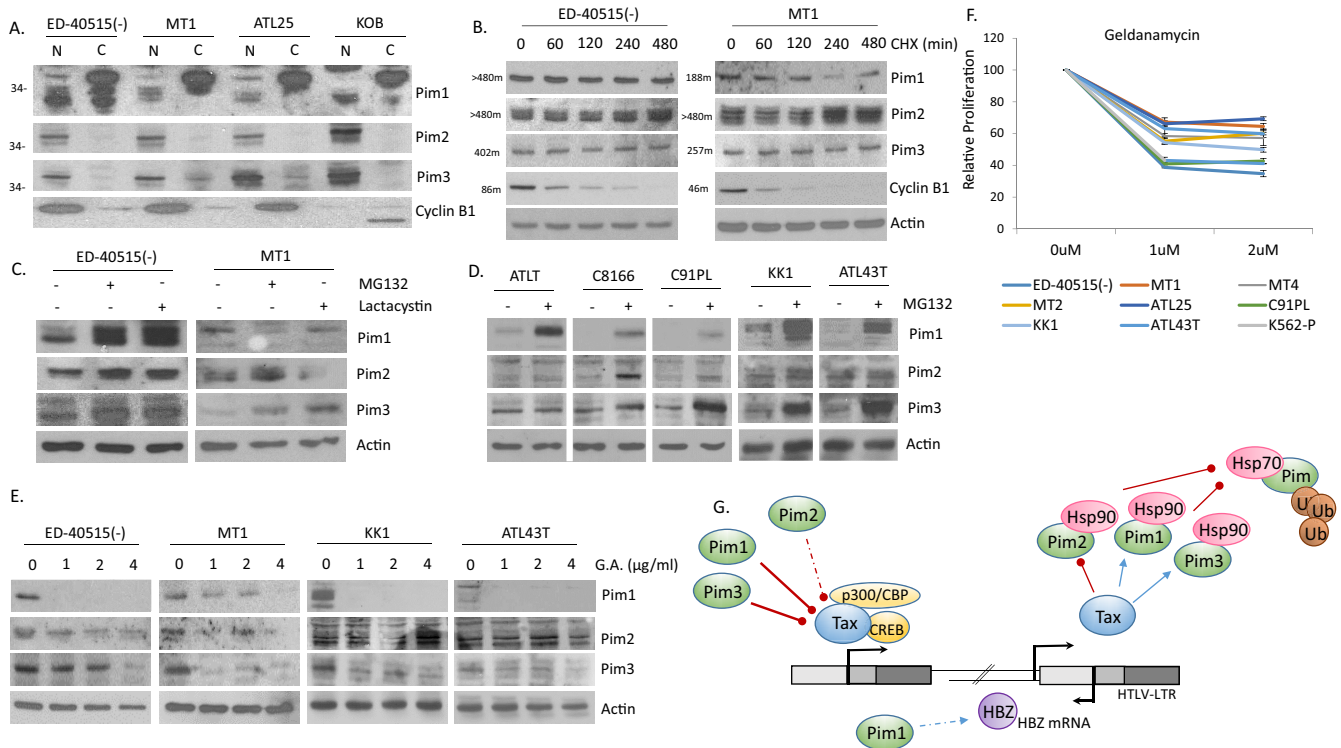 A.
ED-40515(-) MT1 ATL25 KOB
N C N C N C N C
34- Pim1
34- Pim2
34- Pim3
Cyclin B1
B.
ED-40515(-) MT1
0 60 120 240 480 0 60 120 240 480 CHX (min)
>480m 188m Pim1
>480m >480m Pim2
402m 257m Pim3
86m 46m Cyclin B1
Actin
C.
ED-40515(-) MT1
- + - - + - MG132
- - + - - + Lactacystin
Pim1
Pim2
Pim3
Actin
D.
ATLT C8166 C91PL KK1 ATL43T
- + - + - + - + - + MG132
Pim1
Pim2
Pim3
Actin
E.
ED-40515(-) MT1 KK1 ATL43T
0 1 2 4 0 1 2 4 0 1 2 4 0 1 2 4 G.A. (µg/ml)
Pim1
Pim2
Pim3
Actin
F.
Geldanamycin
Relative Proliferation
120
100
80
60
40
20
0
0uM 1uM 2uM
ED-40515(-) MT1 MT4
MT2 ATL25 C91PL
KK1 ATL43T K562-P
G.
Pim2
Pim1
Pim3
p300/CBP
Tax
CREB
Hsp70
Pim
Ub
Ub
Ub
Hsp90
Hsp90
Hsp90
Pim2
Pim1
Pim3
Tax
HTLV-LTR
HBZ
HBZ mRNA
Pim1